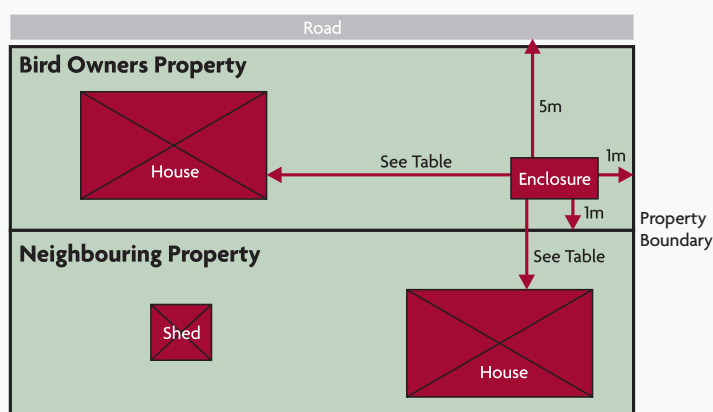 Road
Bird Owners Property
5m
See Table
1m
House
Enclosure
1m
Property
Boundary
Neighbouring Property
See Table
Shed
House